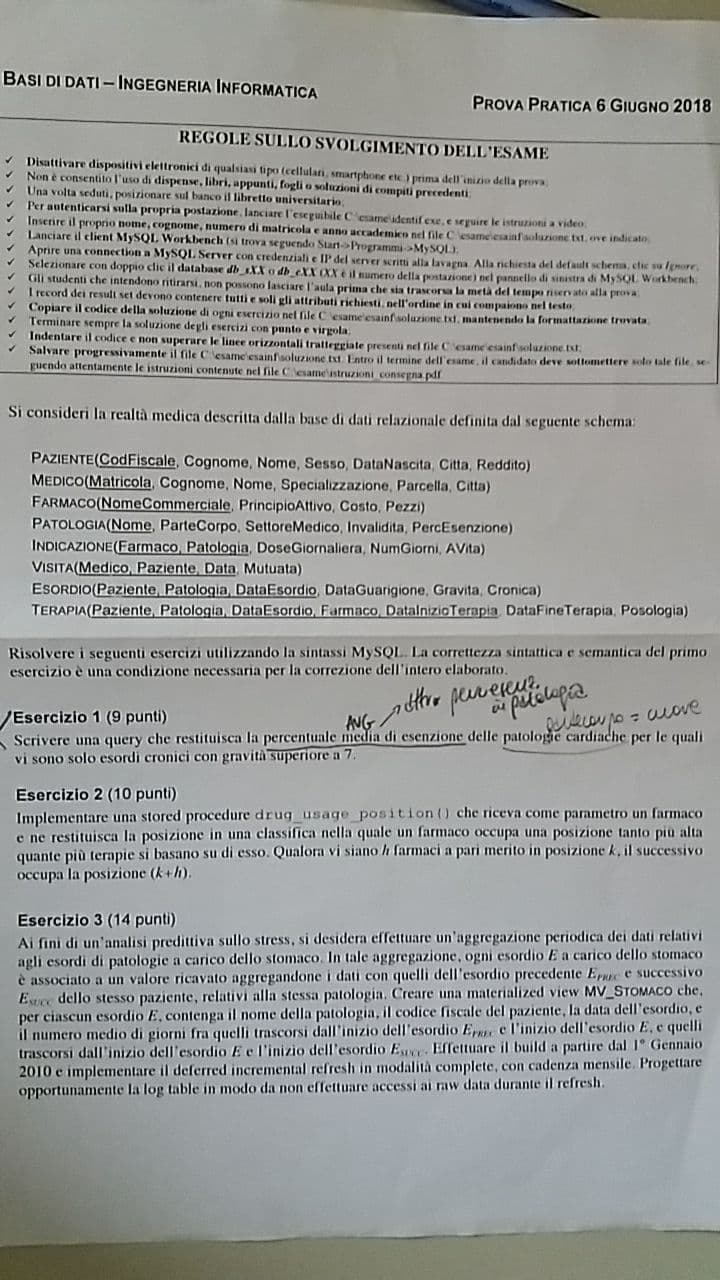 BASI DI DATI – INGEGNERIA INFORMATICA
PROVA PRATICA 6 GIUGNO 2018
REGOLE SULLO SVOLGIMENTO DELL'ESAME
✓ Disattivare dispositivi elettronici di qualsiasi tipo (cellulari, smartphone etc.) prima dell'inizio della prova;
✓ Non è consentito l'uso di dispense, libri, appunti, fogli o soluzioni di compiti precedenti;
✓ Una volta seduti, posizionare sul banco il libretto universitario;
✓ Per autenticarsi sulla propria postazione, lanciare l'eseguibile C:\esame\identif.exe, e seguire le istruzioni a video;
✓ Inserire il proprio nome, cognome, numero di matricola e anno accademico nel file C:\esame\esainf\soluzione.txt, ove indicato;
✓ Lanciare il client MySQL Workbench (si trova seguendo Start->Programmi->MySQL);
✓ Aprire una connection a MySQL Server con credenziali e IP del server scritti alla lavagna. Alla richiesta del default schema, clic su Ignore;
✓ Selezionare con doppio clic il database db_sXX o db_cXX (XX è il numero della postazione) nel pannello di sinistra di MySQL Workbench;
✓ Gli studenti che intendono ritirarsi, non possono lasciare l'aula prima che sia trascorsa la metà del tempo riservato alla prova;
✓ I record dei result set devono contenere tutti e soli gli attributi richiesti, nell'ordine in cui compaiono nel testo;
✓ Copiare il codice della soluzione di ogni esercizio nel file C:\esame\esainf\soluzione.txt, mantenendo la formattazione trovata;
✓ Terminare sempre la soluzione degli esercizi con punto e virgola;
✓ Indentare il codice e non superare le linee orizzontali tratteggiate presenti nel file C:\esame\esainf\soluzione.txt;
✓ Salvare progressivamente il file C:\esame\esainf\soluzione.txt. Entro il termine dell'esame, il candidato deve sottomettere solo tale file, se-
guendo attentamente le istruzioni contenute nel file C:\esame\istruzioni_consegna.pdf
Si consideri la realtà medica descritta dalla base di dati relazionale definita dal seguente schema:
PAZIENTE(CodFiscale, Cognome, Nome, Sesso, DataNascita, Citta, Reddito)
MEDICO(Matricola, Cognome, Nome, Specializzazione, Parcella, Citta)
FARMACO(NomeCommerciale, PrincipioAttivo, Costo, Pezzi)
PATOLOGIA(Nome, ParteCorpo, SettoreMedico, Invalidita, PercEsenzione)
INDICAZIONE(Farmaco, Patologia, DoseGiornaliera, NumGiorni, AVita)
VISITA(Medico, Paziente, Data, Mutuata)
ESORDIO(Paziente, Patologia, DataEsordio, DataGuarigione, Gravita, Cronica)
TERAPIA(Paziente, Patologia, DataEsordio, Farmaco, DataInizioTerapia, DataFineTerapia, Posologia)
Risolvere i seguenti esercizi utilizzando la sintassi MySQL. La correttezza sintattica e semantica del primo
esercizio è una condizione necessaria per la correzione dell'intero elaborato.
AVG
in patologia
= cuore
Esercizio 1 (9 punti)
Scrivere una query che restituisca la percentuale media di esenzione delle patologie cardiache per le quali
vi sono solo esordi cronici con gravità superiore a 7.
Esercizio 2 (10 punti)
Implementare una stored procedure drug_usage_position() che riceva come parametro un farmaco
e ne restituisca la posizione in una classifica nella quale un farmaco occupa una posizione tanto più alta
quante più terapie si basano su di esso. Qualora vi siano h farmaci a pari merito in posizione k, il successivo
occupa la posizione (k+h).
Esercizio 3 (14 punti)
Ai fini di un'analisi predittiva sullo stress, si desidera effettuare un'aggregazione periodica dei dati relativi
agli esordi di patologie a carico dello stomaco. In tale aggregazione, ogni esordio E a carico dello stomaco
è associato a un valore ricavato aggregandone i dati con quelli dell'esordio precedente EPREC e successivo
ESUCC dello stesso paziente, relativi alla stessa patologia. Creare una materialized view MV_STOMACO che,
per ciascun esordio E, contenga il nome della patologia, il codice fiscale del paziente, la data dell'esordio, e
il numero medio di giorni fra quelli trascorsi dall'inizio dell'esordio EPREC e l'inizio dell'esordio E, e quelli
trascorsi dall'inizio dell'esordio E e l'inizio dell'esordio ESUCC. Effettuare il build a partire dal 1° Gennaio
2010 e implementare il deferred incremental refresh in modalità complete, con cadenza mensile. Progettare
opportunamente la log table in modo da non effettuare accessi ai raw data durante il refresh.